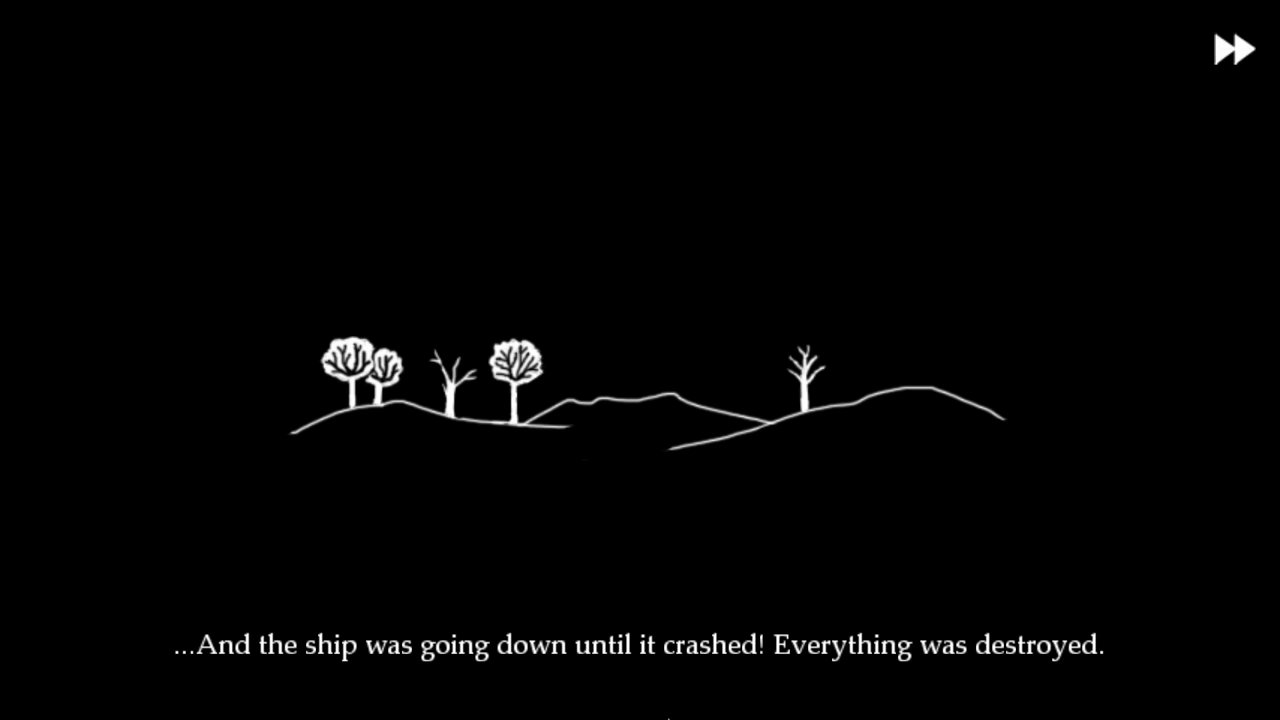 ...And the ship was going down until it crashed! Everything was destroyed.